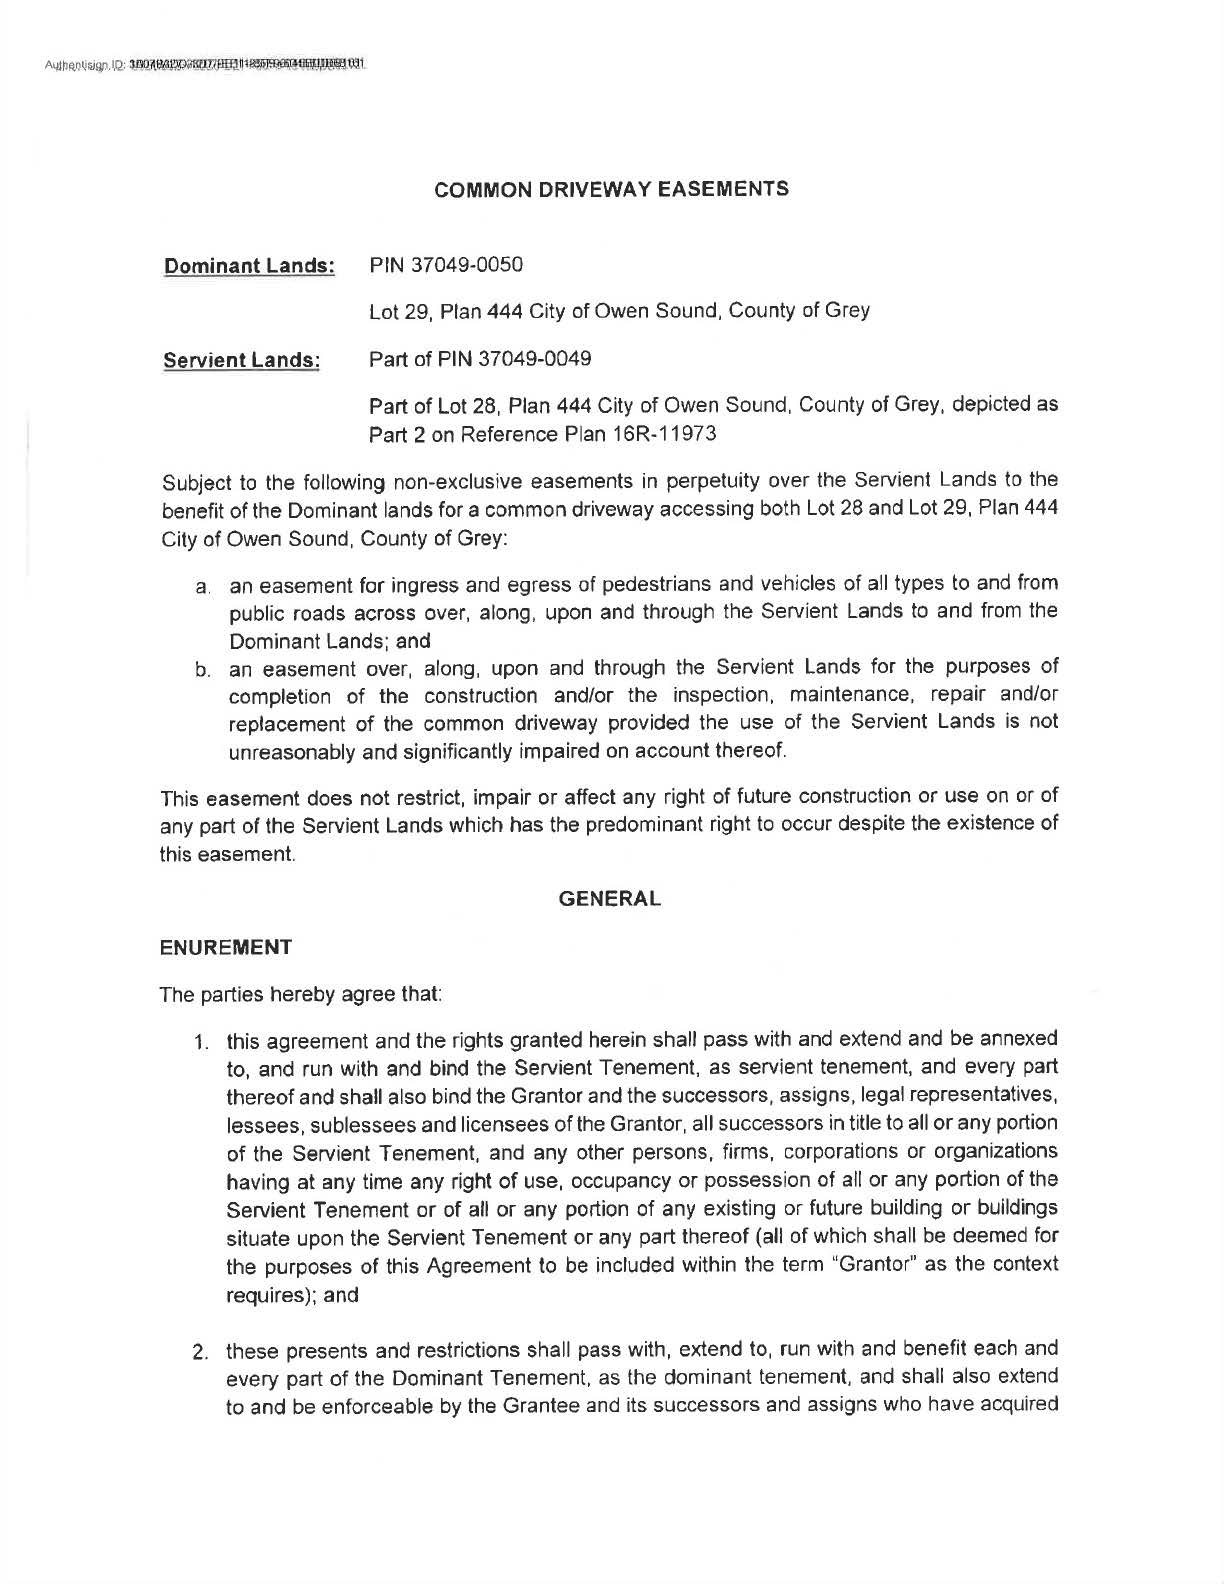 Authentisign ID:
COMMON DRIVEWAY EASEMENTS
Dominant Lands: PIN 37049-0050
Lot 29, Plan 444 City of Owen Sound, County of Grey
Servient Lands: Part of PIN 37049-0049
Part of Lot 28, Plan 444 City of Owen Sound, County of Grey, depicted as
Part 2 on Reference Plan 16R-11973
Subject to the following non-exclusive easements in perpetuity over the Servient Lands to the
benefit of the Dominant lands for a common driveway accessing both Lot 28 and Lot 29, Plan 444
City of Owen Sound, County of Grey:
a. an easement for ingress and egress of pedestrians and vehicles of all types to and from
public roads across over, along, upon and through the Servient Lands to and from the
Dominant Lands; and
b. an easement over, along, upon and through the Servient Lands for the purposes of
completion of the construction and/or the inspection, maintenance, repair and/or
replacement of the common driveway provided the use of the Servient Lands is not
unreasonably and significantly impaired on account thereof.
This easement does not restrict, impair or affect any right of future construction or use on or of
any part of the Servient Lands which has the predominant right to occur despite the existence of
this easement.
GENERAL
ENUREMENT
The parties hereby agree that:
1. this agreement and the rights granted herein shall pass with and extend and be annexed
to, and run with and bind the Servient Tenement, as servient tenement, and every part
thereof and shall also bind the Grantor and the successors, assigns, legal representatives,
lessees, sublessees and licensees of the Grantor, all successors in title to all or any portion
of the Servient Tenement, and any other persons, firms, corporations or organizations
having at any time any right of use, occupancy or possession of all or any portion of the
Servient Tenement or of all or any portion of any existing or future building or buildings
situate upon the Servient Tenement or any part thereof (all of which shall be deemed for
the purposes of this Agreement to be included within the term “Grantor” as the context
requires); and
2. these presents and restrictions shall pass with, extend to, run with and benefit each and
every part of the Dominant Tenement, as the dominant tenement, and shall also extend
to and be enforceable by the Grantee and its successors and assigns who have acquired